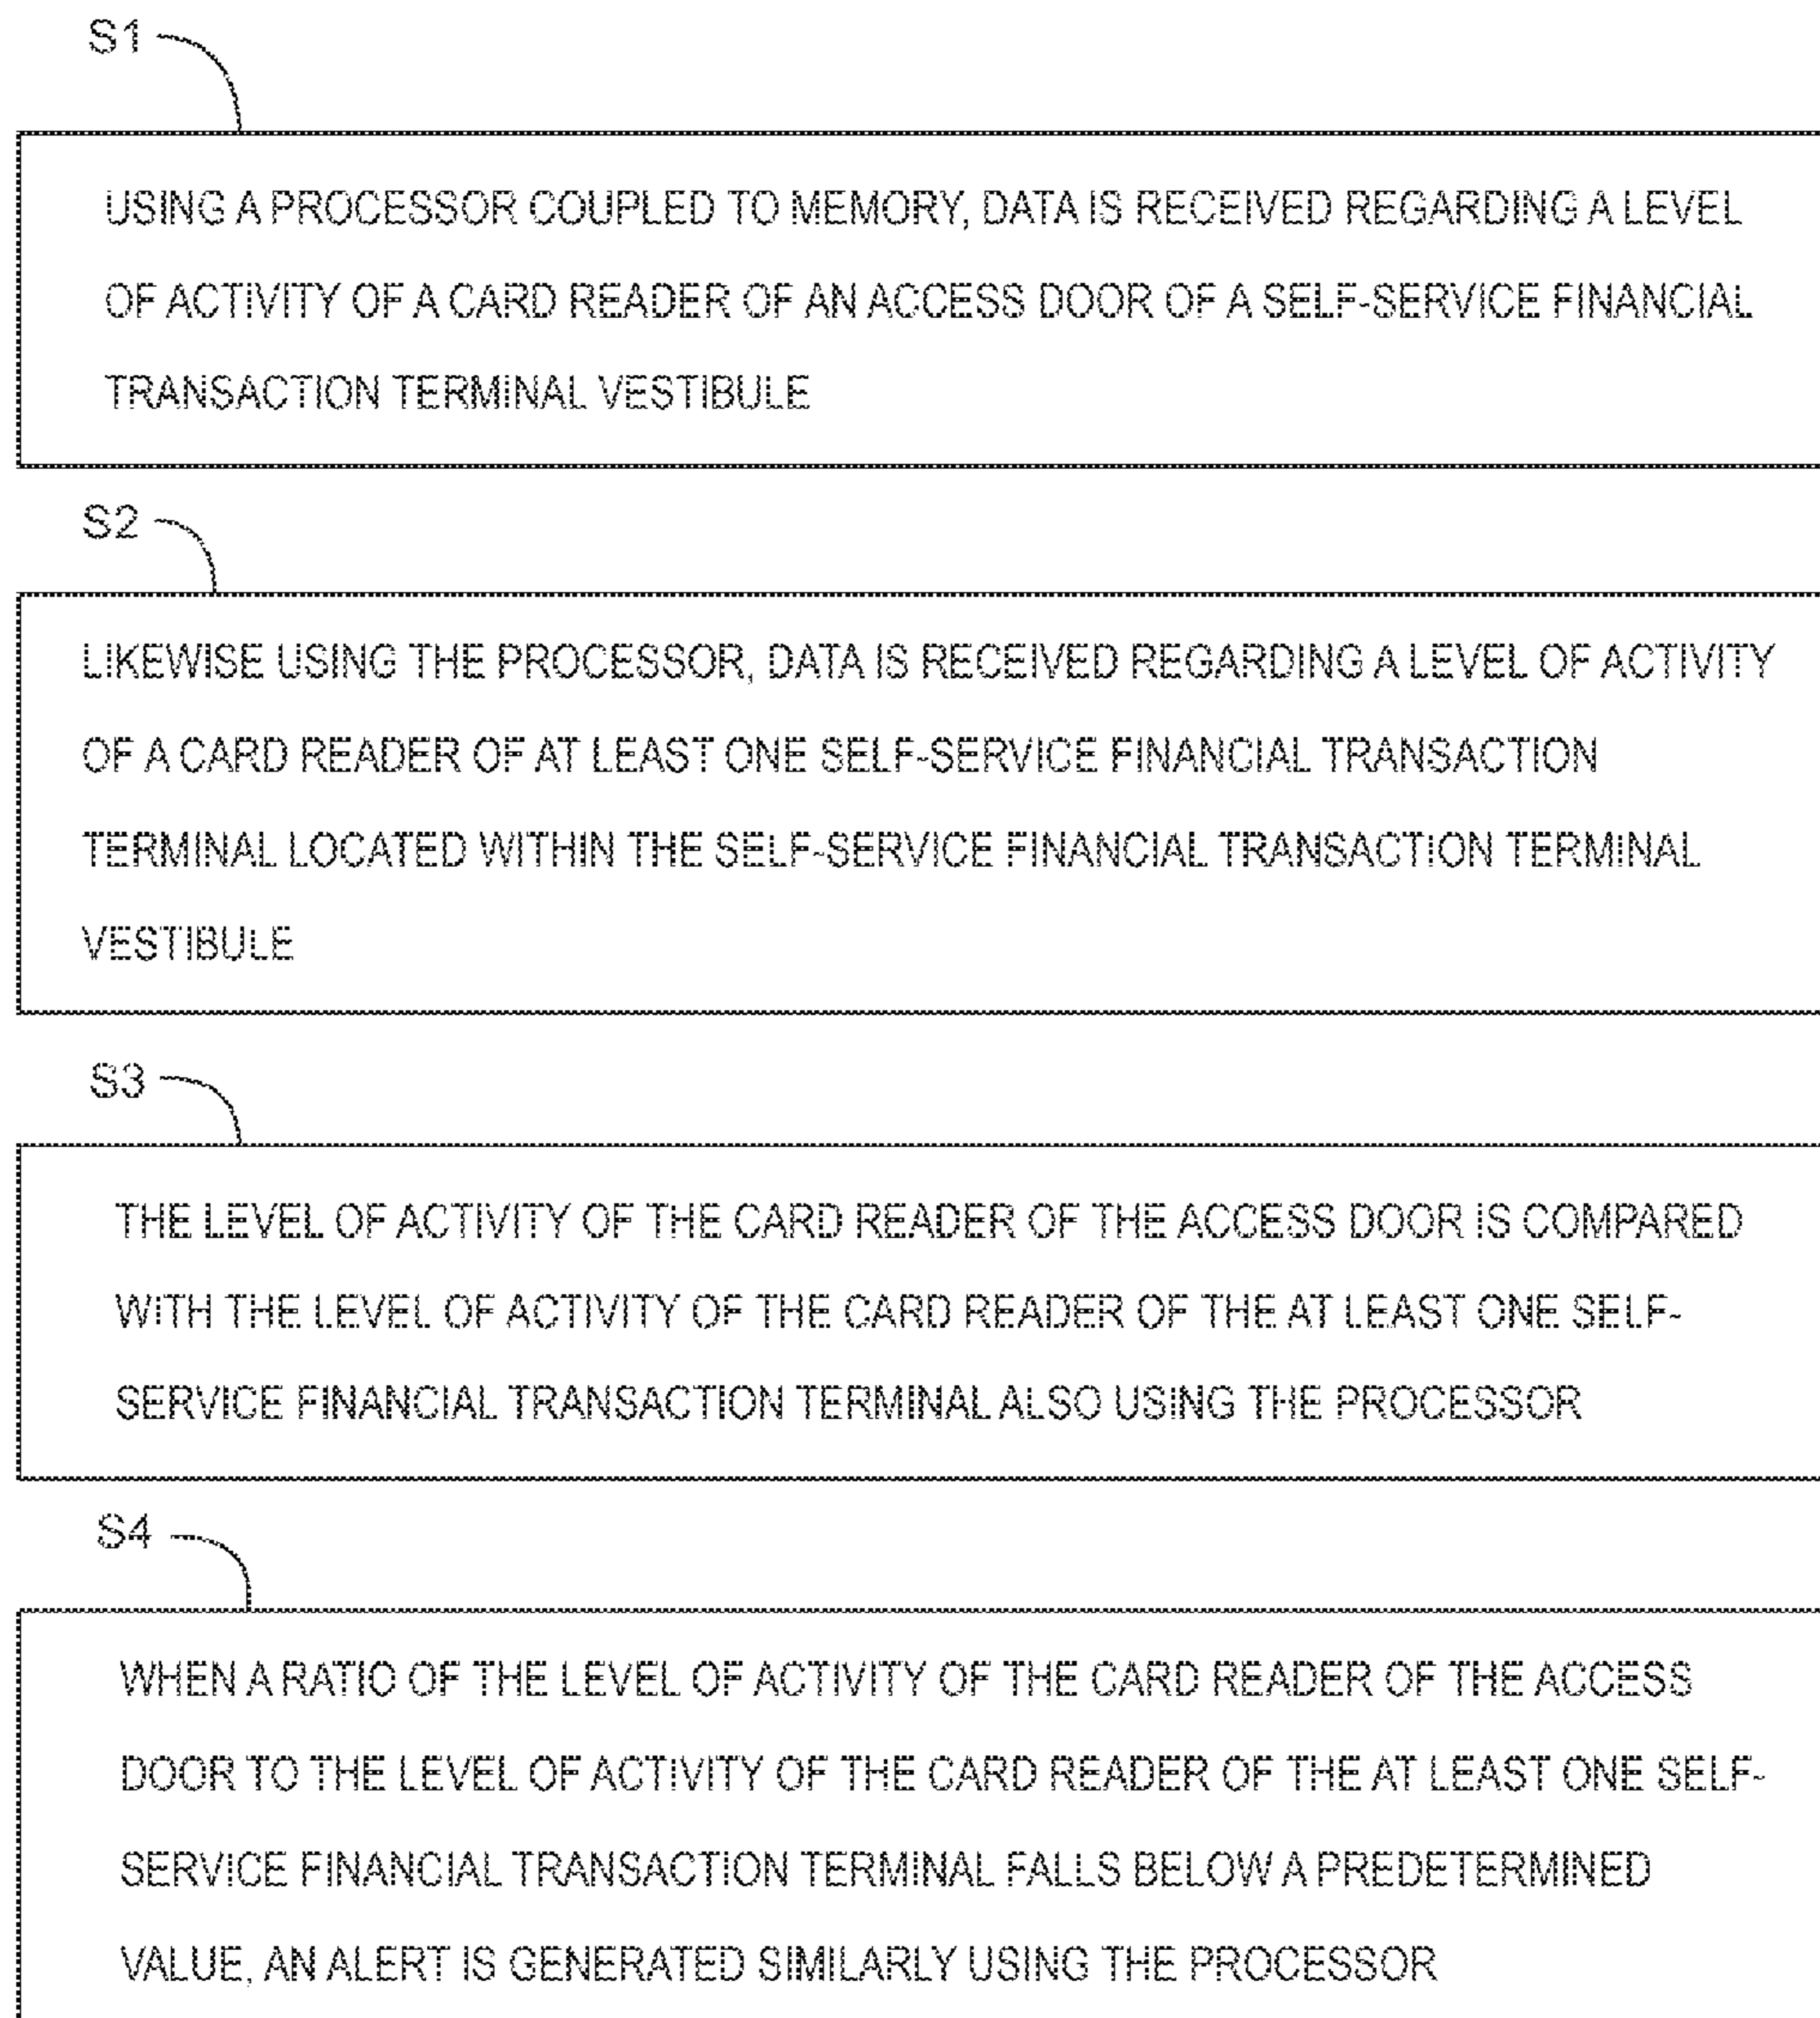 S1
USING A PROCESSOR COUPLED TO MEMORY, DATA IS RECEIVED REGARDING A LEVEL
OF ACTIVITY OF A CARD READER OF AN ACCESS DOOR OF A SELF-SERVICE FINANCIAL
TRANSACTION TERMINAL VESTIBULE
S2
LIKEWISE USING THE PROCESSOR, DATA IS RECEIVED REGARDING A LEVEL OF ACTIVITY
OF A CARD READER OF AT LEAST ONE SELF-SERVICE FINANCIAL TRANSACTION
TERMINAL LOCATED WITHIN THE SELF-SERVICE FINANCIAL TRANSACTION TERMINAL
VESTIBULE
S3
THE LEVEL OF ACTIVITY OF THE CARD READER OF THE ACCESS DOOR IS COMPARED
WITH THE LEVEL OF ACTIVITY OF THE CARD READER OF THE AT LEAST ONE SELF-
SERVICE FINANCIAL TRANSACTION TERMINAL ALSO USING THE PROCESSOR
S4
WHEN A RATIO OF THE LEVEL OF ACTIVITY OF THE CARD READER OF THE ACCESS
DOOR TO THE LEVEL OF ACTIVITY OF THE CARD READER OF THE AT LEAST ONE SELF-
SERVICE FINANCIAL TRANSACTION TERMINAL FALLS BELOW A PREDETERMINED
VALUE, AN ALERT IS GENERATED SIMILARLY USING THE PROCESSOR